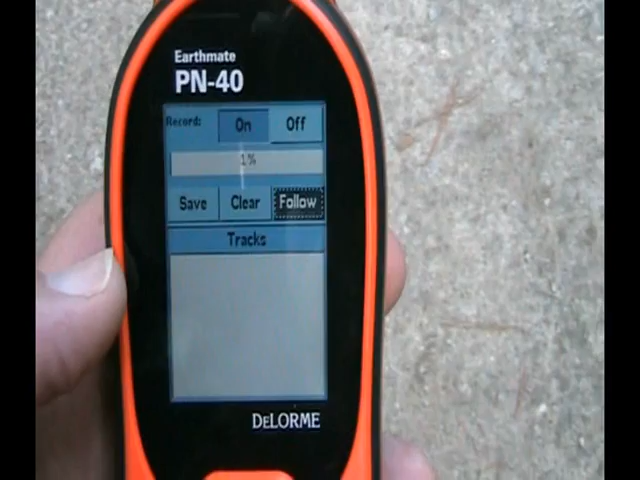 Earthmate
PN-40
Record: On Off
1%
Save Clear Follow
Tracks
DELORME